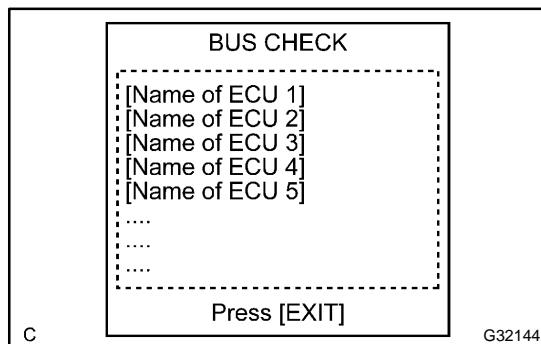 BUS CHECK
[Name of ECU 1]
[Name of ECU 2]
[Name of ECU 3]
[Name of ECU 4]
[Name of ECU 5]
....
....
....
Press [EXIT]
C
G32144